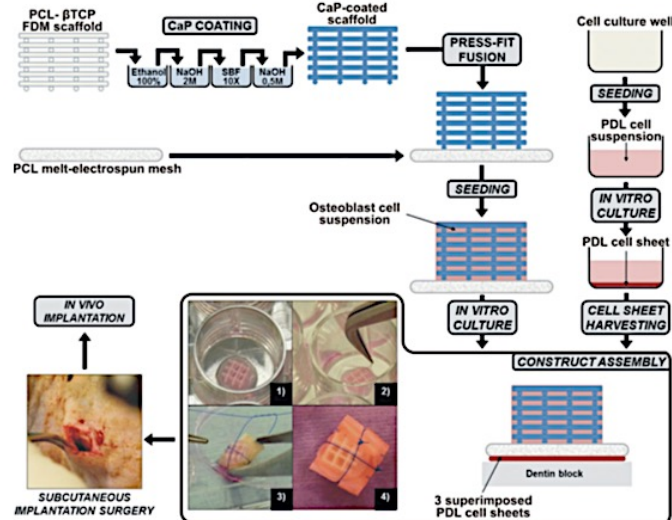 PCL- βTCP
FDM scaffold
CaP COATING
Ethanol
100%
NaOH
2M
SBF
10X
NaOH
0,5M
CaP-coated
scaffold
PRESS-FIT
FUSION
PCL melt-electrospun mesh
SEEDING
Osteoblast cell
suspension
IN VITRO
CULTURE
Cell culture well
SEEDING
PDL cell
suspension
IN VITRO
CULTURE
PDL cell sheet
CELL SHEET
HARVESTING
CONSTRUCT ASSEMBLY
Dentin block
3 superimposed
PDL cell sheets
1)
2)
3)
4)
IN VIVO
IMPLANTATION
SUBCUTANEOUS
IMPLANTATION SURGERY